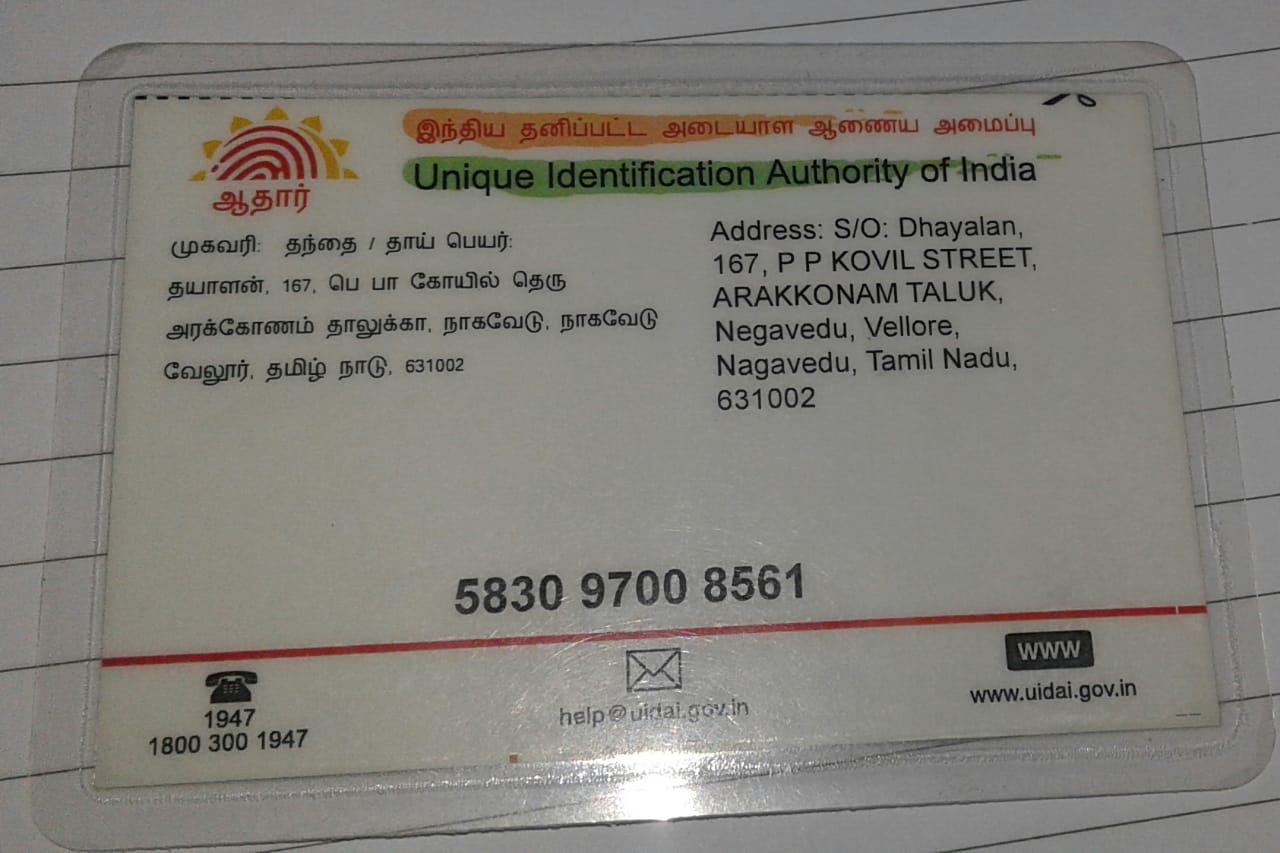 இந்திய தனிப்பட்ட அடையாள ஆணைய அமைப்பு
Unique Identification Authority of India
ஆதார்
முகவரி: தந்தை / தாய் பெயர்:
தயாளன், 167, பெ பா கோயில் தெரு
அரக்கோணம் தாலுக்கா, நாகவேடு, நாகவேடு
வேலூர், தமிழ் நாடு, 631002
Address: S/O: Dhayalan,
167, P P KOVIL STREET,
ARAKKONAM TALUK,
Negavedu, Vellore,
Nagavedu, Tamil Nadu,
631002
5830 9700 8561
1947
1800 300 1947
help@uidai.gov.in
WWW
www.uidai.gov.in